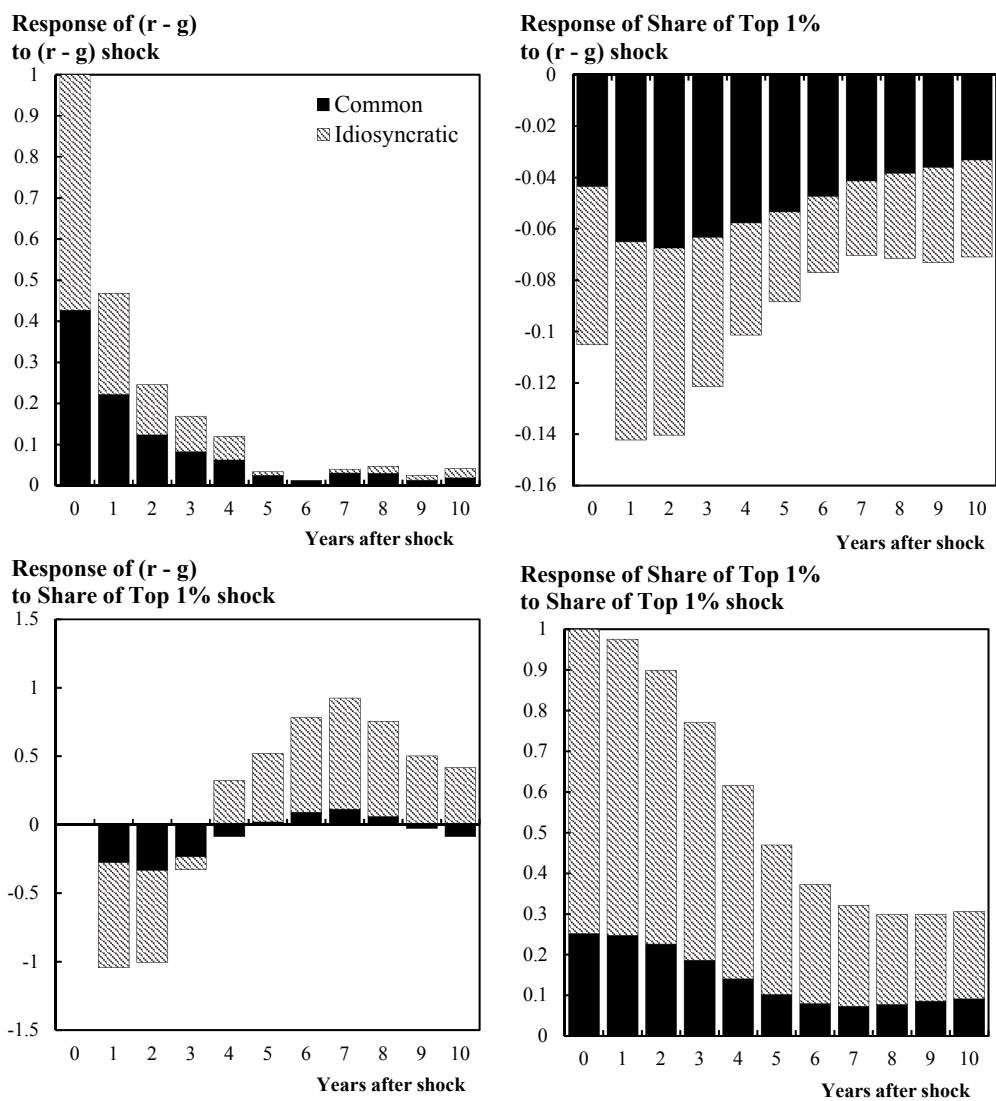 Response of (r - g)
to (r - g) shock
1
0.9
0.8
0.7
0.6
0.5
0.4
0.3
0.2
0.1
0
Common
Idiosyncratic
0 1 2 3 4 5 6 7 8 9 10
Years after shock
Response of Share of Top 1%
to (r - g) shock
0
-0.02
-0.04
-0.06
-0.08
-0.1
-0.12
-0.14
-0.16
0 1 2 3 4 5 6 7 8 9 10
Years after shock
Response of (r - g)
to Share of Top 1% shock
1.5
1
0.5
0
-0.5
-1
-1.5
0 1 2 3 4 5 6 7 8 9 10
Years after shock
Response of Share of Top 1%
to Share of Top 1% shock
1
0.9
0.8
0.7
0.6
0.5
0.4
0.3
0.2
0.1
0
0 1 2 3 4 5 6 7 8 9 10
Years after shock